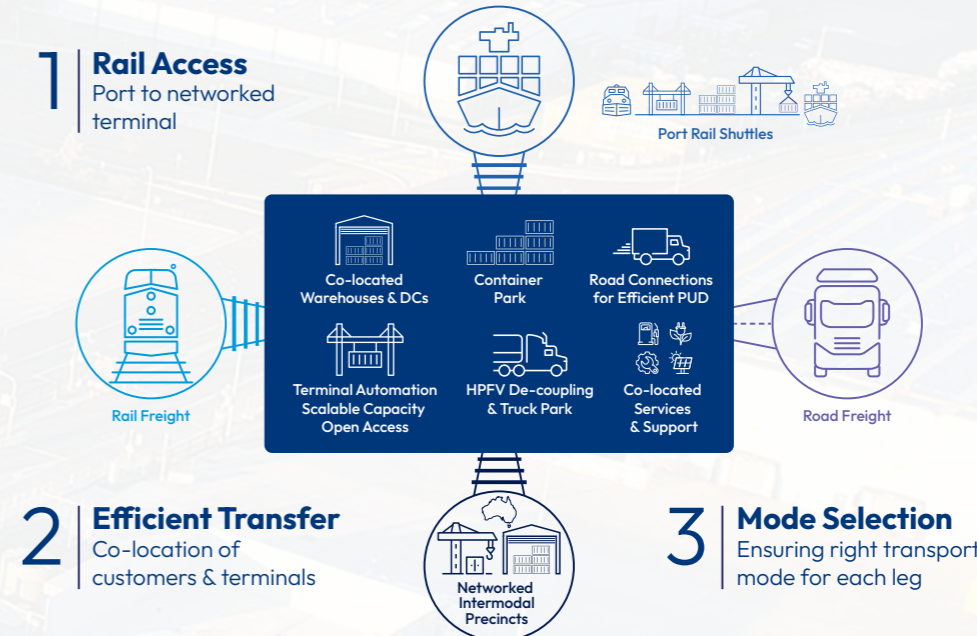 1
Rail Access
Port to networked
terminal
Port Rail Shuttles
Co-located
Warehouses & DCs
Container
Park
Road Connections
for Efficient PUD
Terminal Automation
Scalable Capacity
Open Access
HPFV De-coupling
& Truck Park
Co-located
Services
& Support
Rail Freight
Road Freight
2
Efficient Transfer
Co-location of
customers & terminals
Networked
Intermodal
Precincts
3
Mode Selection
Ensuring right transport
mode for each leg